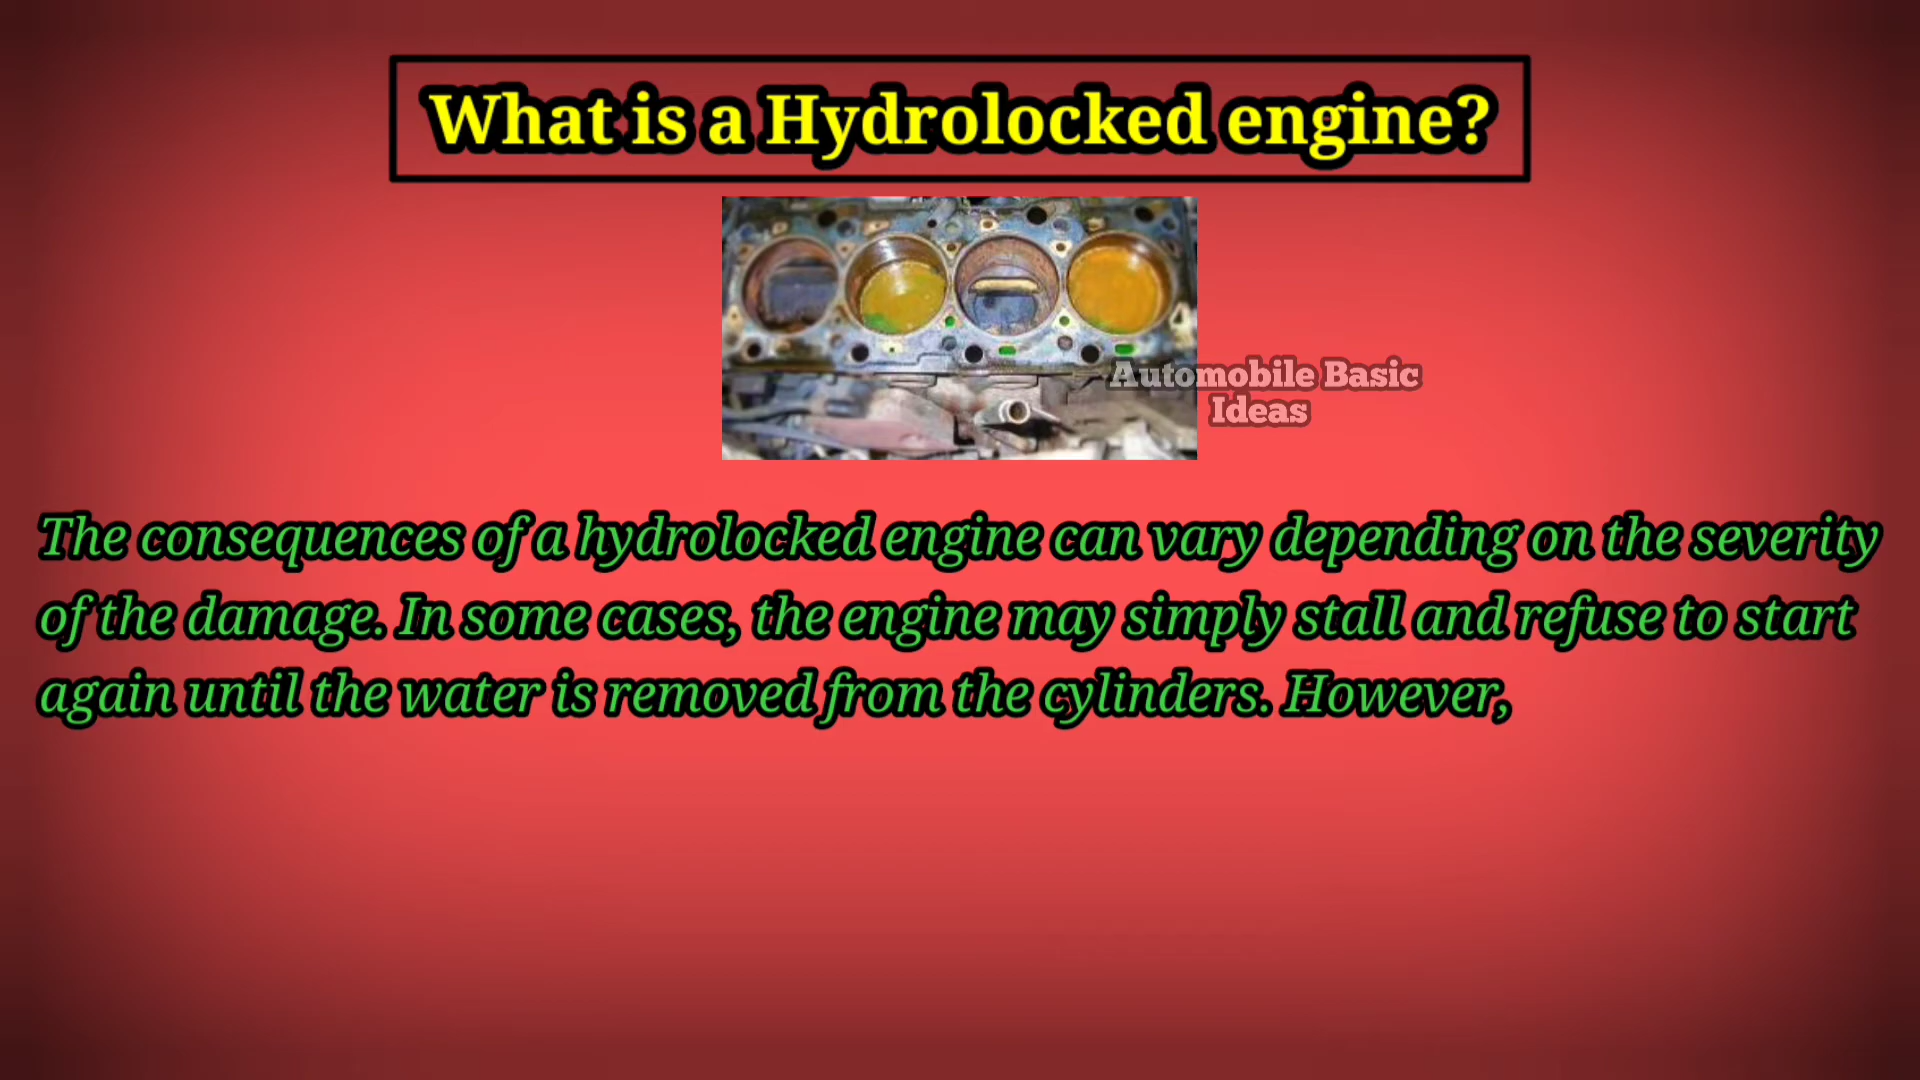 What is a Hydrolocked engine?
Automobile Basic
Ideas
The consequences of a hydrolocked engine can vary depending on the severity
of the damage. In some cases, the engine may simply stall and refuse to start
again until the water is removed from the cylinders. However,